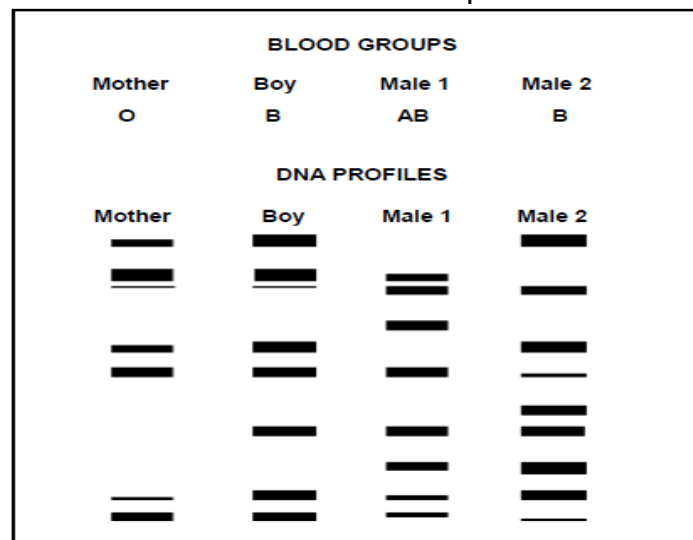 BLOOD GROUPS
Mother Boy Male 1 Male 2
O B AB B
DNA PROFILES
Mother Boy Male 1 Male 2